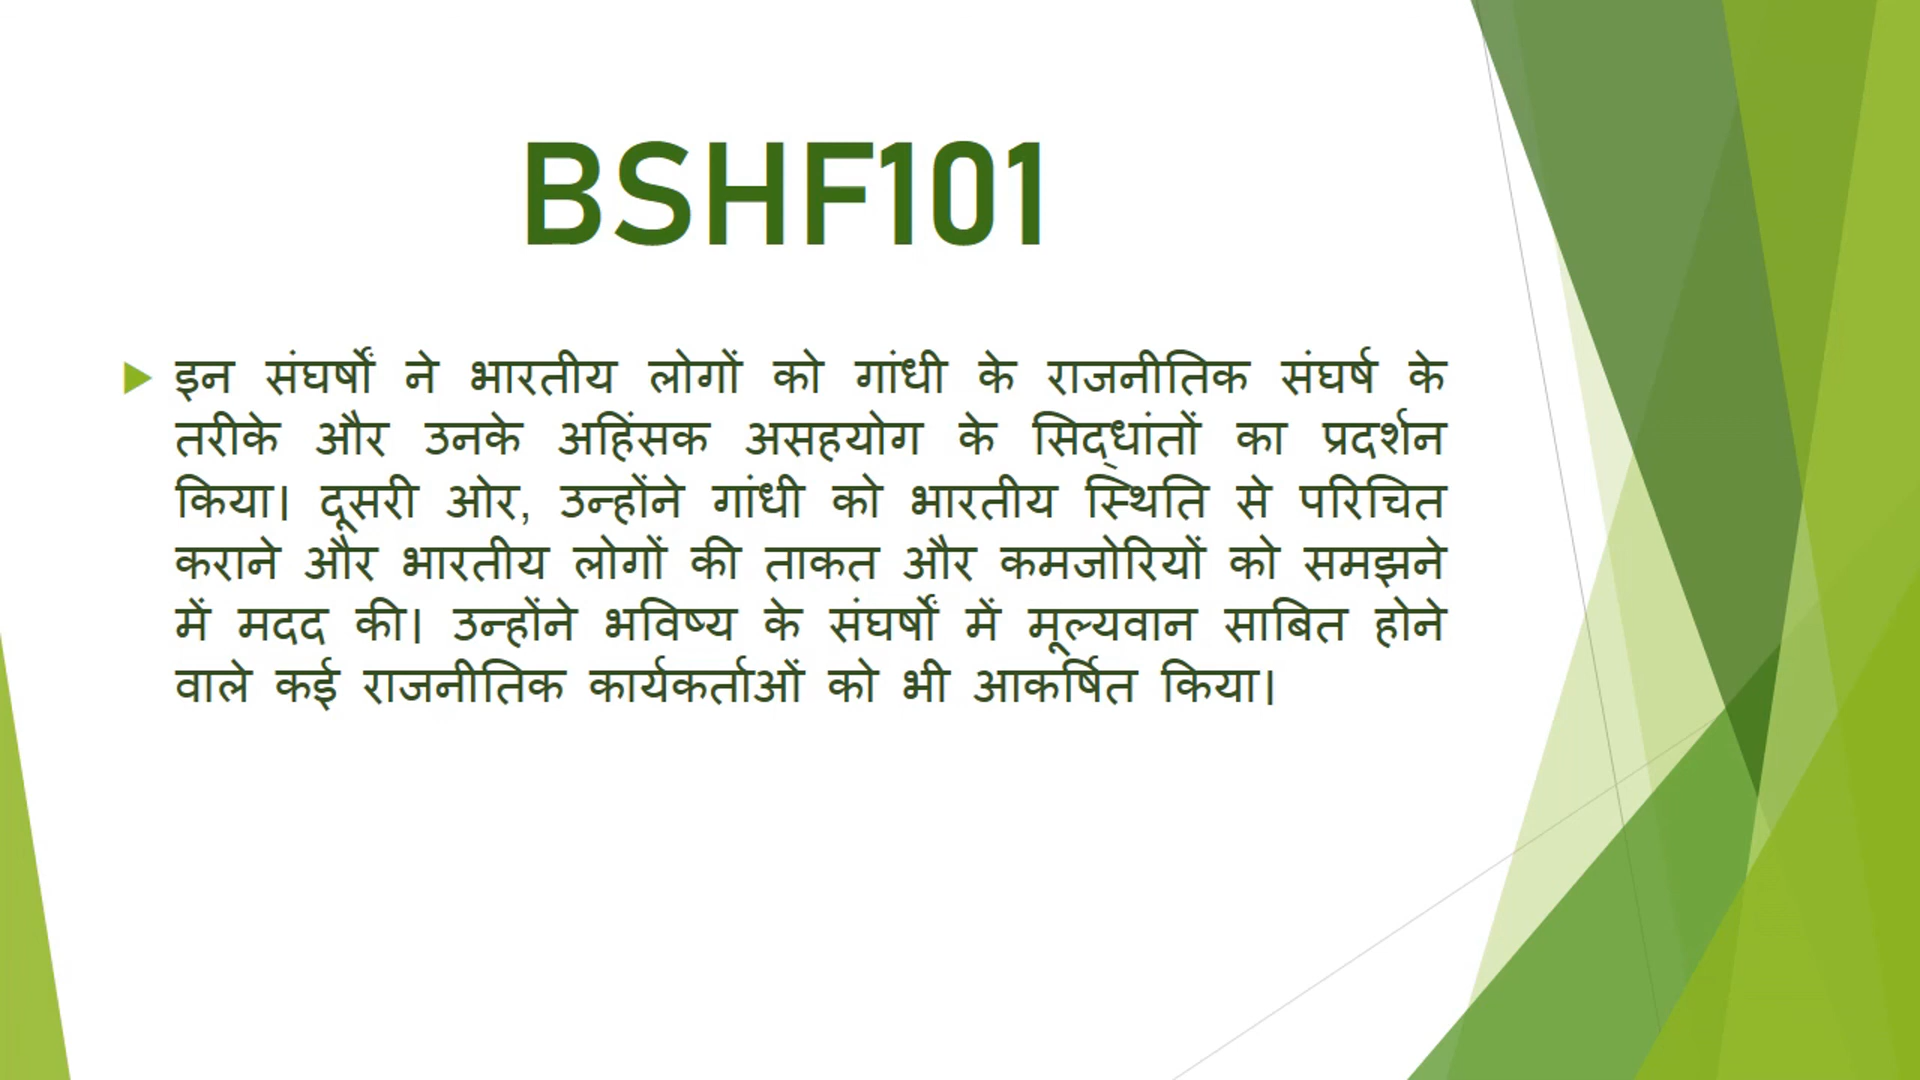 BSHF101
इन संघर्षों ने भारतीय लोगों को गांधी के राजनीतिक संघर्ष के
तरीके और उनके अहिंसक असहयोग के सिद्धांतों का प्रदर्शन
किया। दूसरी ओर, उन्होंने गांधी को भारतीय स्थिति से परिचित
कराने और भारतीय लोगों की ताकत और कमजोरियों को समझने
में मदद की। उन्होंने भविष्य के संघर्षों में मूल्यवान साबित होने
वाले कई राजनीतिक कार्यकर्ताओं को भी आकर्षित किया।